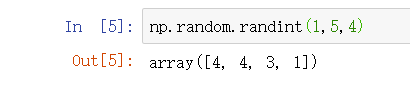 In [5]: np.random.randint(1,5,4)
Out[5]: array([4, 4, 3, 1])